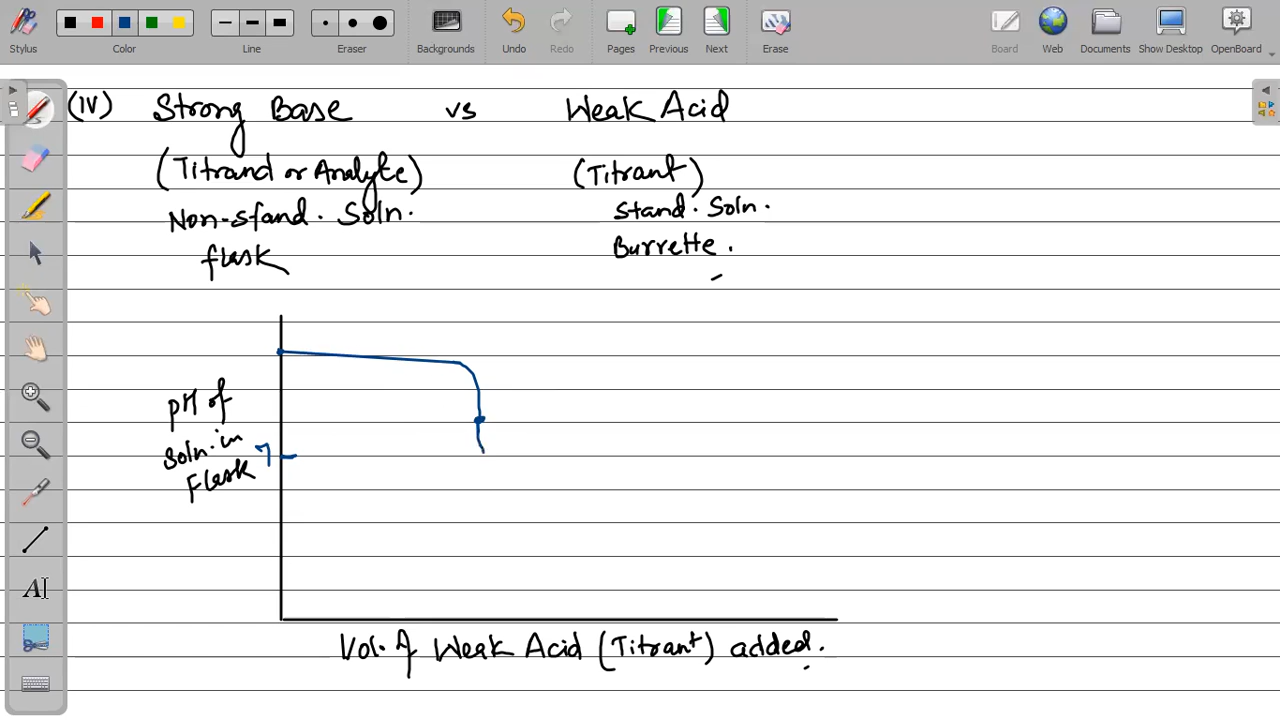 Stylus
Color
Line
Eraser
Backgrounds
Undo
Redo
Pages
Previous
Next
Erase
Board
Web
Documents
Show Desktop
OpenBoard
(IV) Strong Base vs Weak Acid
(Titrand or Analyte) (Titrant)
Non-stand. Soln. Stand. Soln.
flask Burrette.
pH of
Soln. in
Flask
7
Vol. of Weak Acid (Titrant) added.